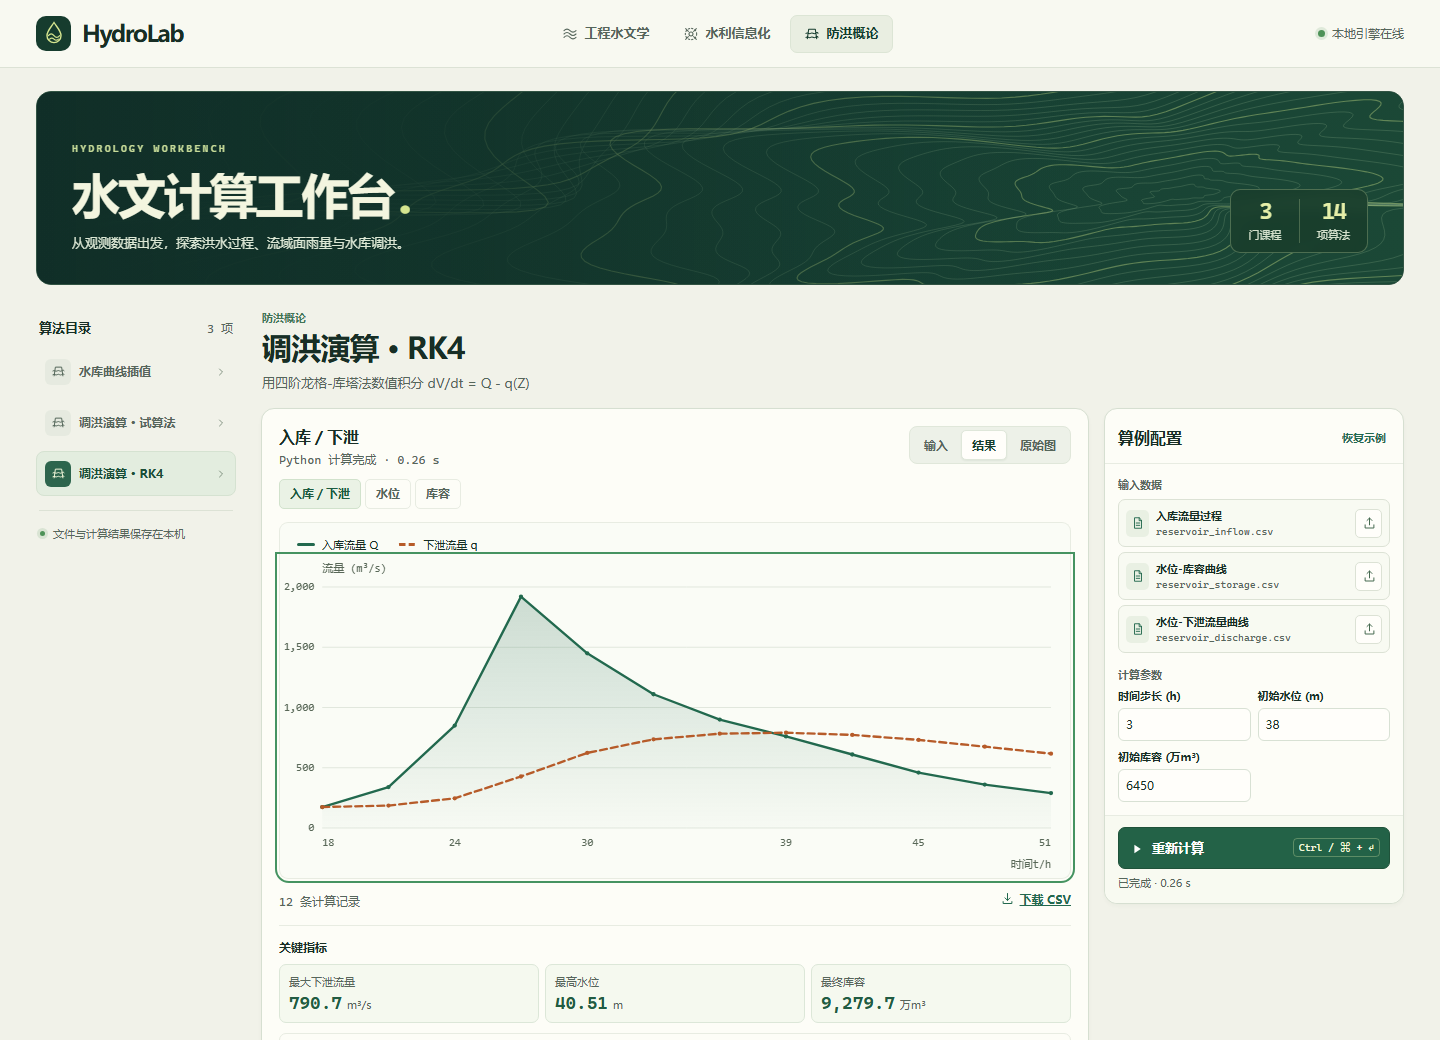 HydroLab
工程水文学
水利信息化
防洪概论
本地引擎在线
HYDROLOGY WORKBENCH
水文计算工作台.
从观测数据出发，探索洪水过程、流域面雨量与水库调洪。
3
门课程
14
项算法
算法目录
3 项
水库曲线插值
调洪演算 · 试算法
调洪演算 · RK4
文件与计算结果保存在本机
防洪概论
调洪演算 · RK4
用四阶龙格-库塔法数值积分 dV/dt = Q - q(Z)
入库 / 下泄
Python 计算完成 · 0.26 s
输入
结果
原始图
入库 / 下泄
水位
库容
入库流量 Q
下泄流量 q
流量 (m³/s)
2,000
1,500
1,000
500
0
18
24
30
39
45
51
时间t/h
12 条计算记录
下载 CSV
关键指标
最大下泄流量
790.7 m³/s
最高水位
40.51 m
最终库容
9,279.7 万m³
算例配置
恢复示例
输入数据
入库流量过程
reservoir_inflow.csv
水位-库容曲线
reservoir_storage.csv
水位-下泄流量曲线
reservoir_discharge.csv
计算参数
时间步长 (h)
初始水位 (m)
3
38
初始库容 (万m³)
6450
重新计算
Ctrl / ⌘ + ↵
已完成 · 0.26 s